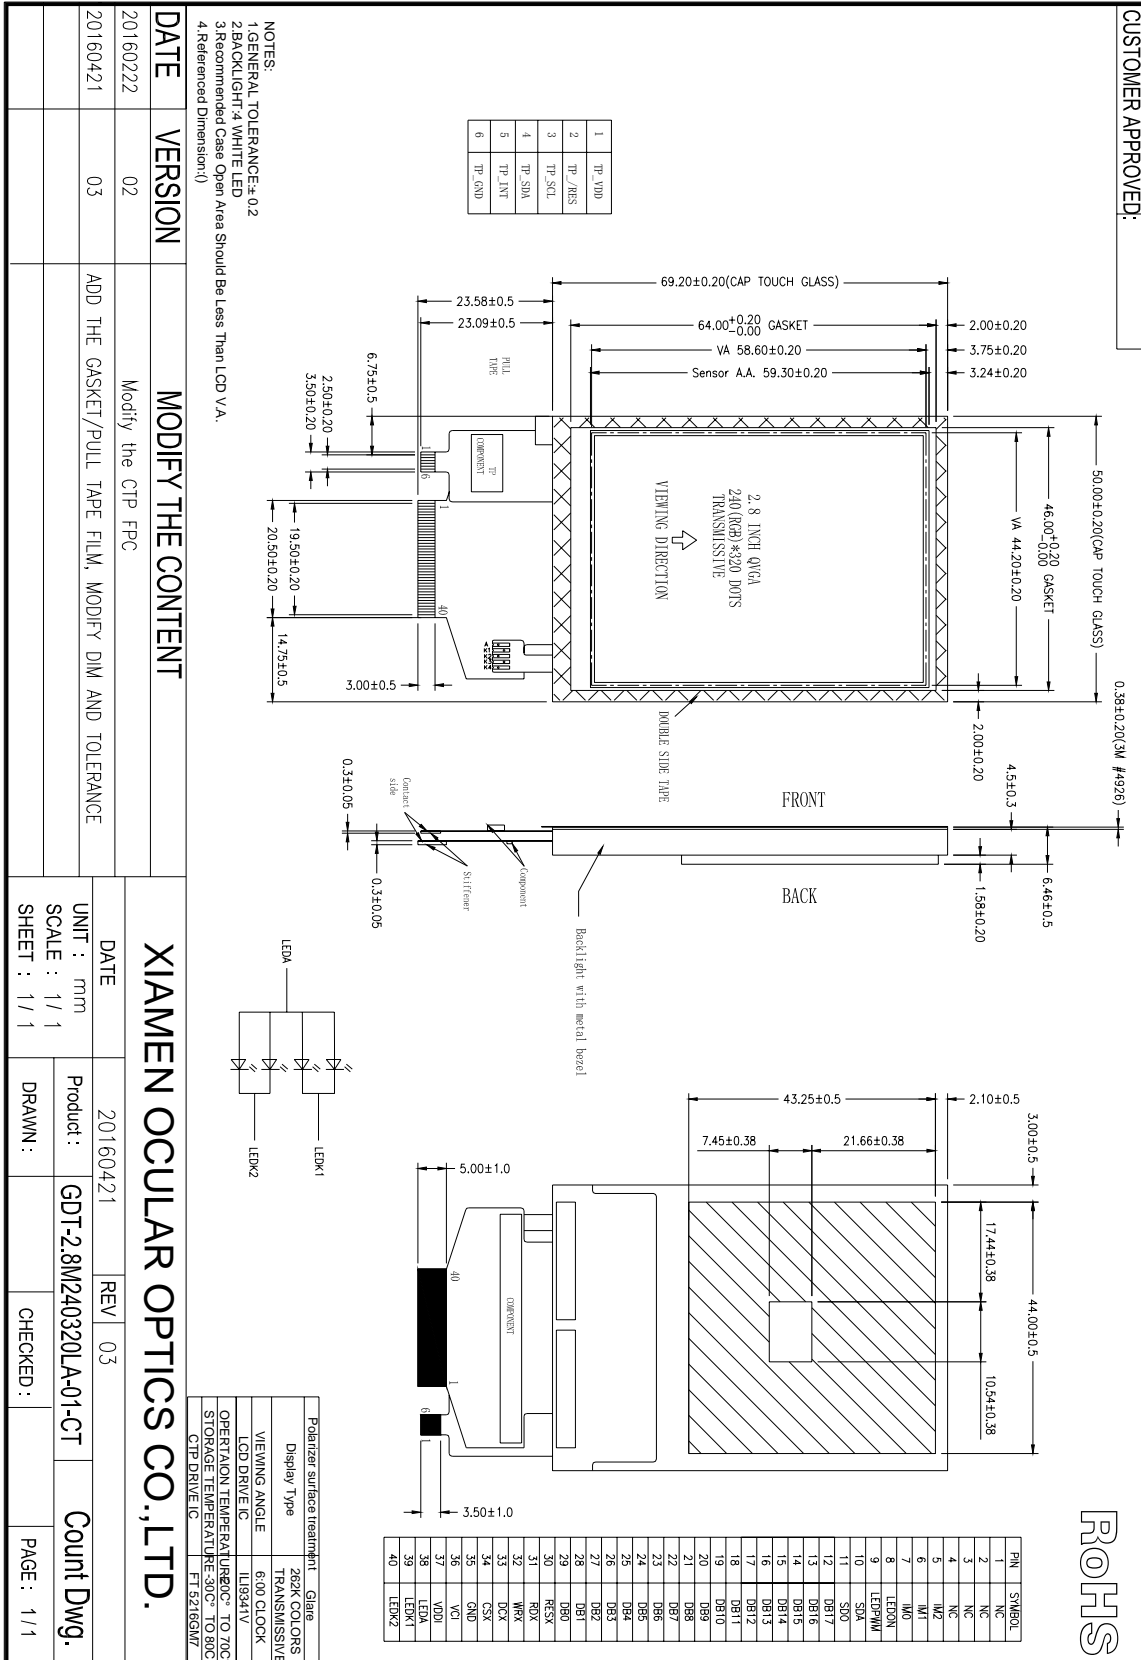 CUSTOMER APPROVED:
RoHS
1 TP_VDD
2 TP_/RES
3 TP_SCL
4 TP_SDA
5 TP_INT
6 TP_GND
69.20±0.20(CAP TOUCH GLASS)
23.58±0.5
23.09±0.5
64.00+0.20-0.00 GASKET
VA 58.60±0.20
Sensor A.A. 59.30±0.20
2.00±0.20
3.75±0.20
3.24±0.20
PULL TAPE
6.75±0.5
2.50±0.20
3.50±0.20
1
6
TP
COMPONENT
1
40
19.50±0.20
20.50±0.20
14.75±0.5
3.00±0.5
2.8 INCH QVGA
240(RGB)*320 DOTS
TRANSMISSIVE
VIEWING DIRECTION
50.00±0.20(CAP TOUCH GLASS)
46.00+0.20-0.00 GASKET
VA 44.20±0.20
2.00±0.20
DOUBLE SIDE TAPE
FRONT
BACK
0.38±0.20(3M #4926)
4.5±0.3
6.46±0.5
1.58±0.20
0.3±0.05
0.3±0.05
Contact side
Stiffener
Component
Backlight with metal bezel
LEDA
LEDK1
LEDK2
43.25±0.5
2.10±0.5
7.45±0.38
21.66±0.38
3.00±0.5
17.44±0.38
44.00±0.5
10.54±0.38
5.00±1.0
40
COMPONENT
1
6
1
3.50±1.0
PIN SYMBOL
1 NC
2 NC
3 NC
4 NC
5 IM2
6 IM1
7 IM0
8 LEDON
9 LEDPWM
10 SDA
11 SDO
12 DB17
13 DB16
14 DB15
15 DB14
16 DB13
17 DB12
18 DB11
19 DB10
20 DB9
21 DB8
22 DB7
23 DB6
24 DB5
25 DB4
26 DB3
27 DB2
28 DB1
29 DB0
30 RESX
31 RDX
32 WRX
33 DCX
34 CSX
35 GND
36 VCI
37 VDDI
38 LEDA
39 LEDK1
40 LEDK2
NOTES:
1.GENERAL TOLERANCE:±0.2
2.BACKLIGHT:4 WHITE LED
3.Recommended Case Open Area Should Be Less Than LCD V.A.
4.Referenced Dimension:()
Polarizer surface treatment Glare
Display Type 262K COLORS TRANSMISSIVE
VIEWING ANGLE 6:00 CLOCK
LCD DRIVE IC ILI9341V
OPERTAION TEMPERATURE -20C° TO 70C
STORAGE TEMPERATURE -30C° TO 80C
CTP DRIVE IC FT5216GM7
DATE VERSION MODIFY THE CONTENT
20160222 02 Modify the CTP FPC
20160421 03 ADD THE GASKET/PULL TAPE FILM, MODIFY DIM AND TOLERANCE
XIAMEN OCULAR OPTICS CO.,LTD.
DATE 20160421 REV 03
UNIT : mm
SCALE : 1/ 1
SHEET : 1/ 1
Product: GDT-2.8M240320LA-01-CT
Count Dwg.
DRAWN :
CHECKED :
PAGE : 1/1